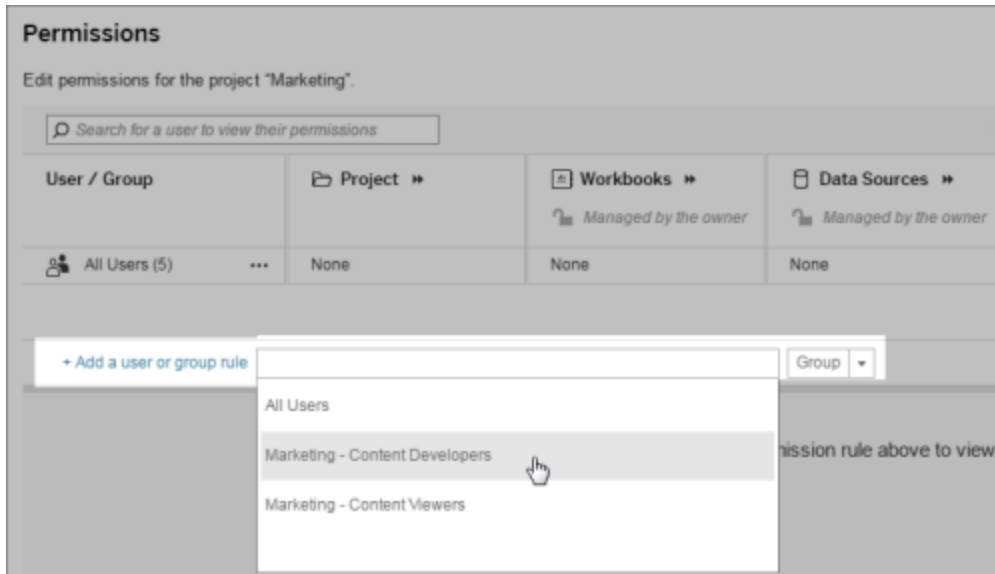 Permissions
Edit permissions for the project "Marketing".
Search for a user to view their permissions
User / Group Project Workbooks Data Sources
Managed by the owner Managed by the owner
All Users (5) ... None None None
+ Add a user or group rule Group
All Users
Marketing - Content Developers
mission rule above to view
Marketing - Content Viewers